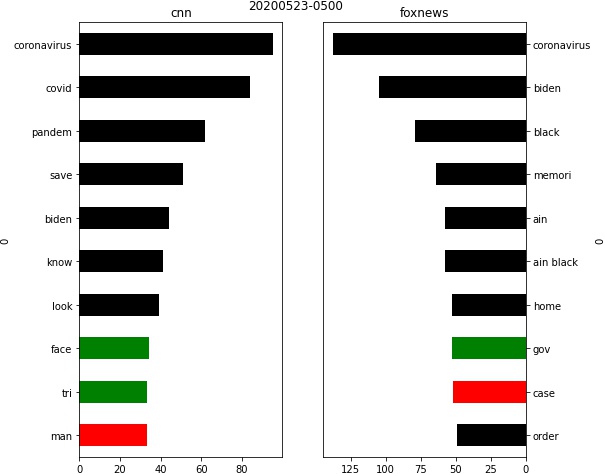 20200523-0500
cnn
foxnews
coronavirus
covid
pandem
save
biden
know
look
face
tri
man
0
0 20 40 60 80
coronavirus
biden
black
memori
ain
ain black
home
gov
case
order
0
125 100 75 50 25 0